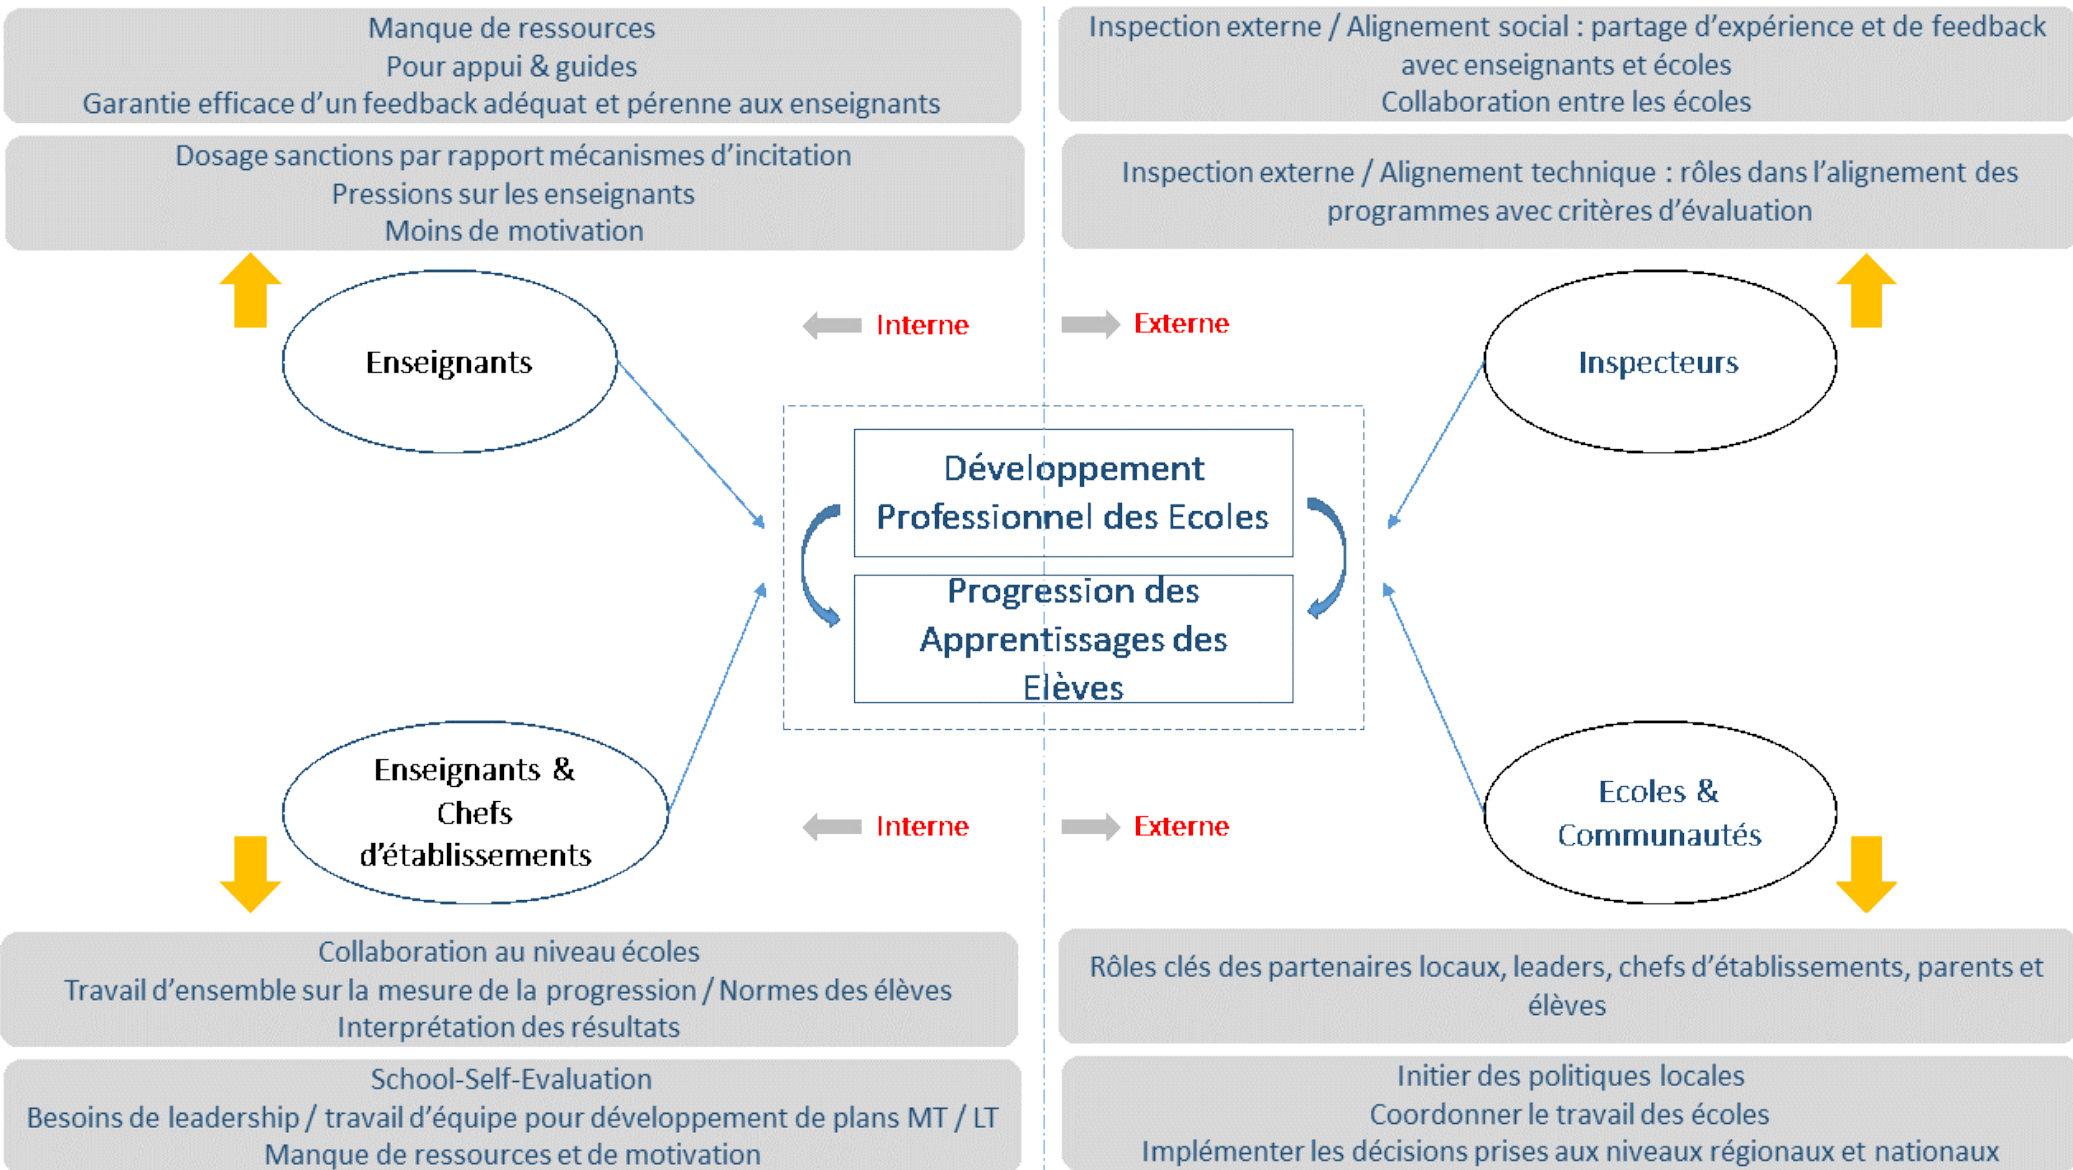 Manque de ressources
Pour appui & guides
Garantie efficace d'un feedback adéquat et pérenne aux enseignants
Inspection externe / Alignement social : partage d'expérience et de feedback
avec enseignants et écoles
Collaboration entre les écoles
Dosage sanctions par rapport mécanismes d'incitation
Pressions sur les enseignants
Moins de motivation
Inspection externe / Alignement technique : rôles dans l'alignement des
programmes avec critères d'évaluation
Interne
Externe
Enseignants
Inspecteurs
Développement
Professionnel des Ecoles
Progression des
Apprentissages des
Elèves
Enseignants &
Chefs
d'établissements
Interne
Externe
Ecoles &
Communautés
Collaboration au niveau écoles
Travail d'ensemble sur la mesure de la progression / Normes des élèves
Interprétation des résultats
Rôles clés des partenaires locaux, leaders, chefs d'établissements, parents et
élèves
School-Self-Evaluation
Besoins de leadership / travail d'équipe pour développement de plans MT / LT
Manque de ressources et de motivation
Initier des politiques locales
Coordonner le travail des écoles
Implémenter les décisions prises aux niveaux régionaux et nationaux